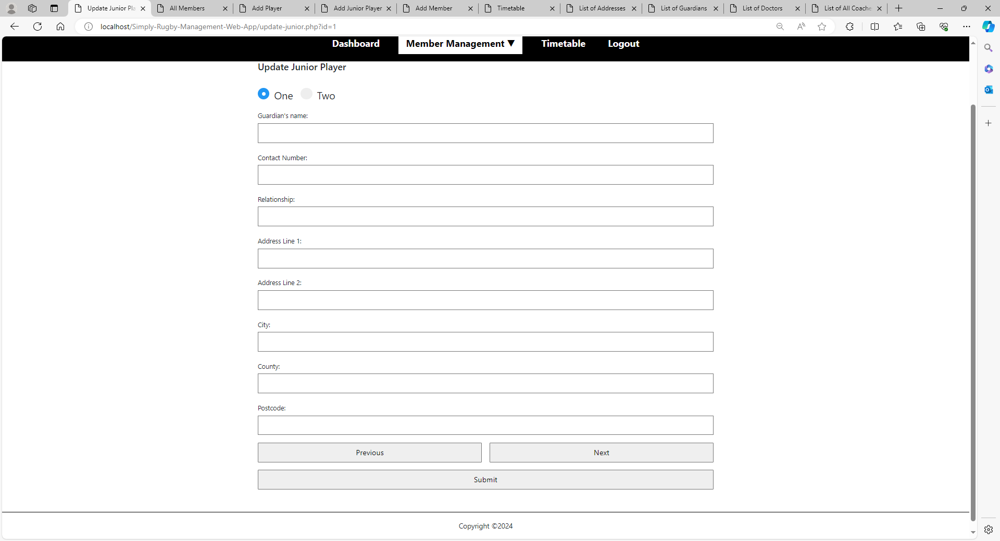 Update Junior Pla
All Members
Add Player
Add Junior Player
Add Member
Timetable
List of Addresses
List of Guardians
List of Doctors
List of All Coache
localhost/Simply-Rugby-Management-Web-App/update-junior.php?id=1
Dashboard
Member Management ▼
Timetable
Logout
Update Junior Player
One Two
Guardian's name:
Contact Number:
Relationship:
Address Line 1:
Address Line 2:
City:
County:
Postcode:
Previous
Next
Submit
Copyright ©2024